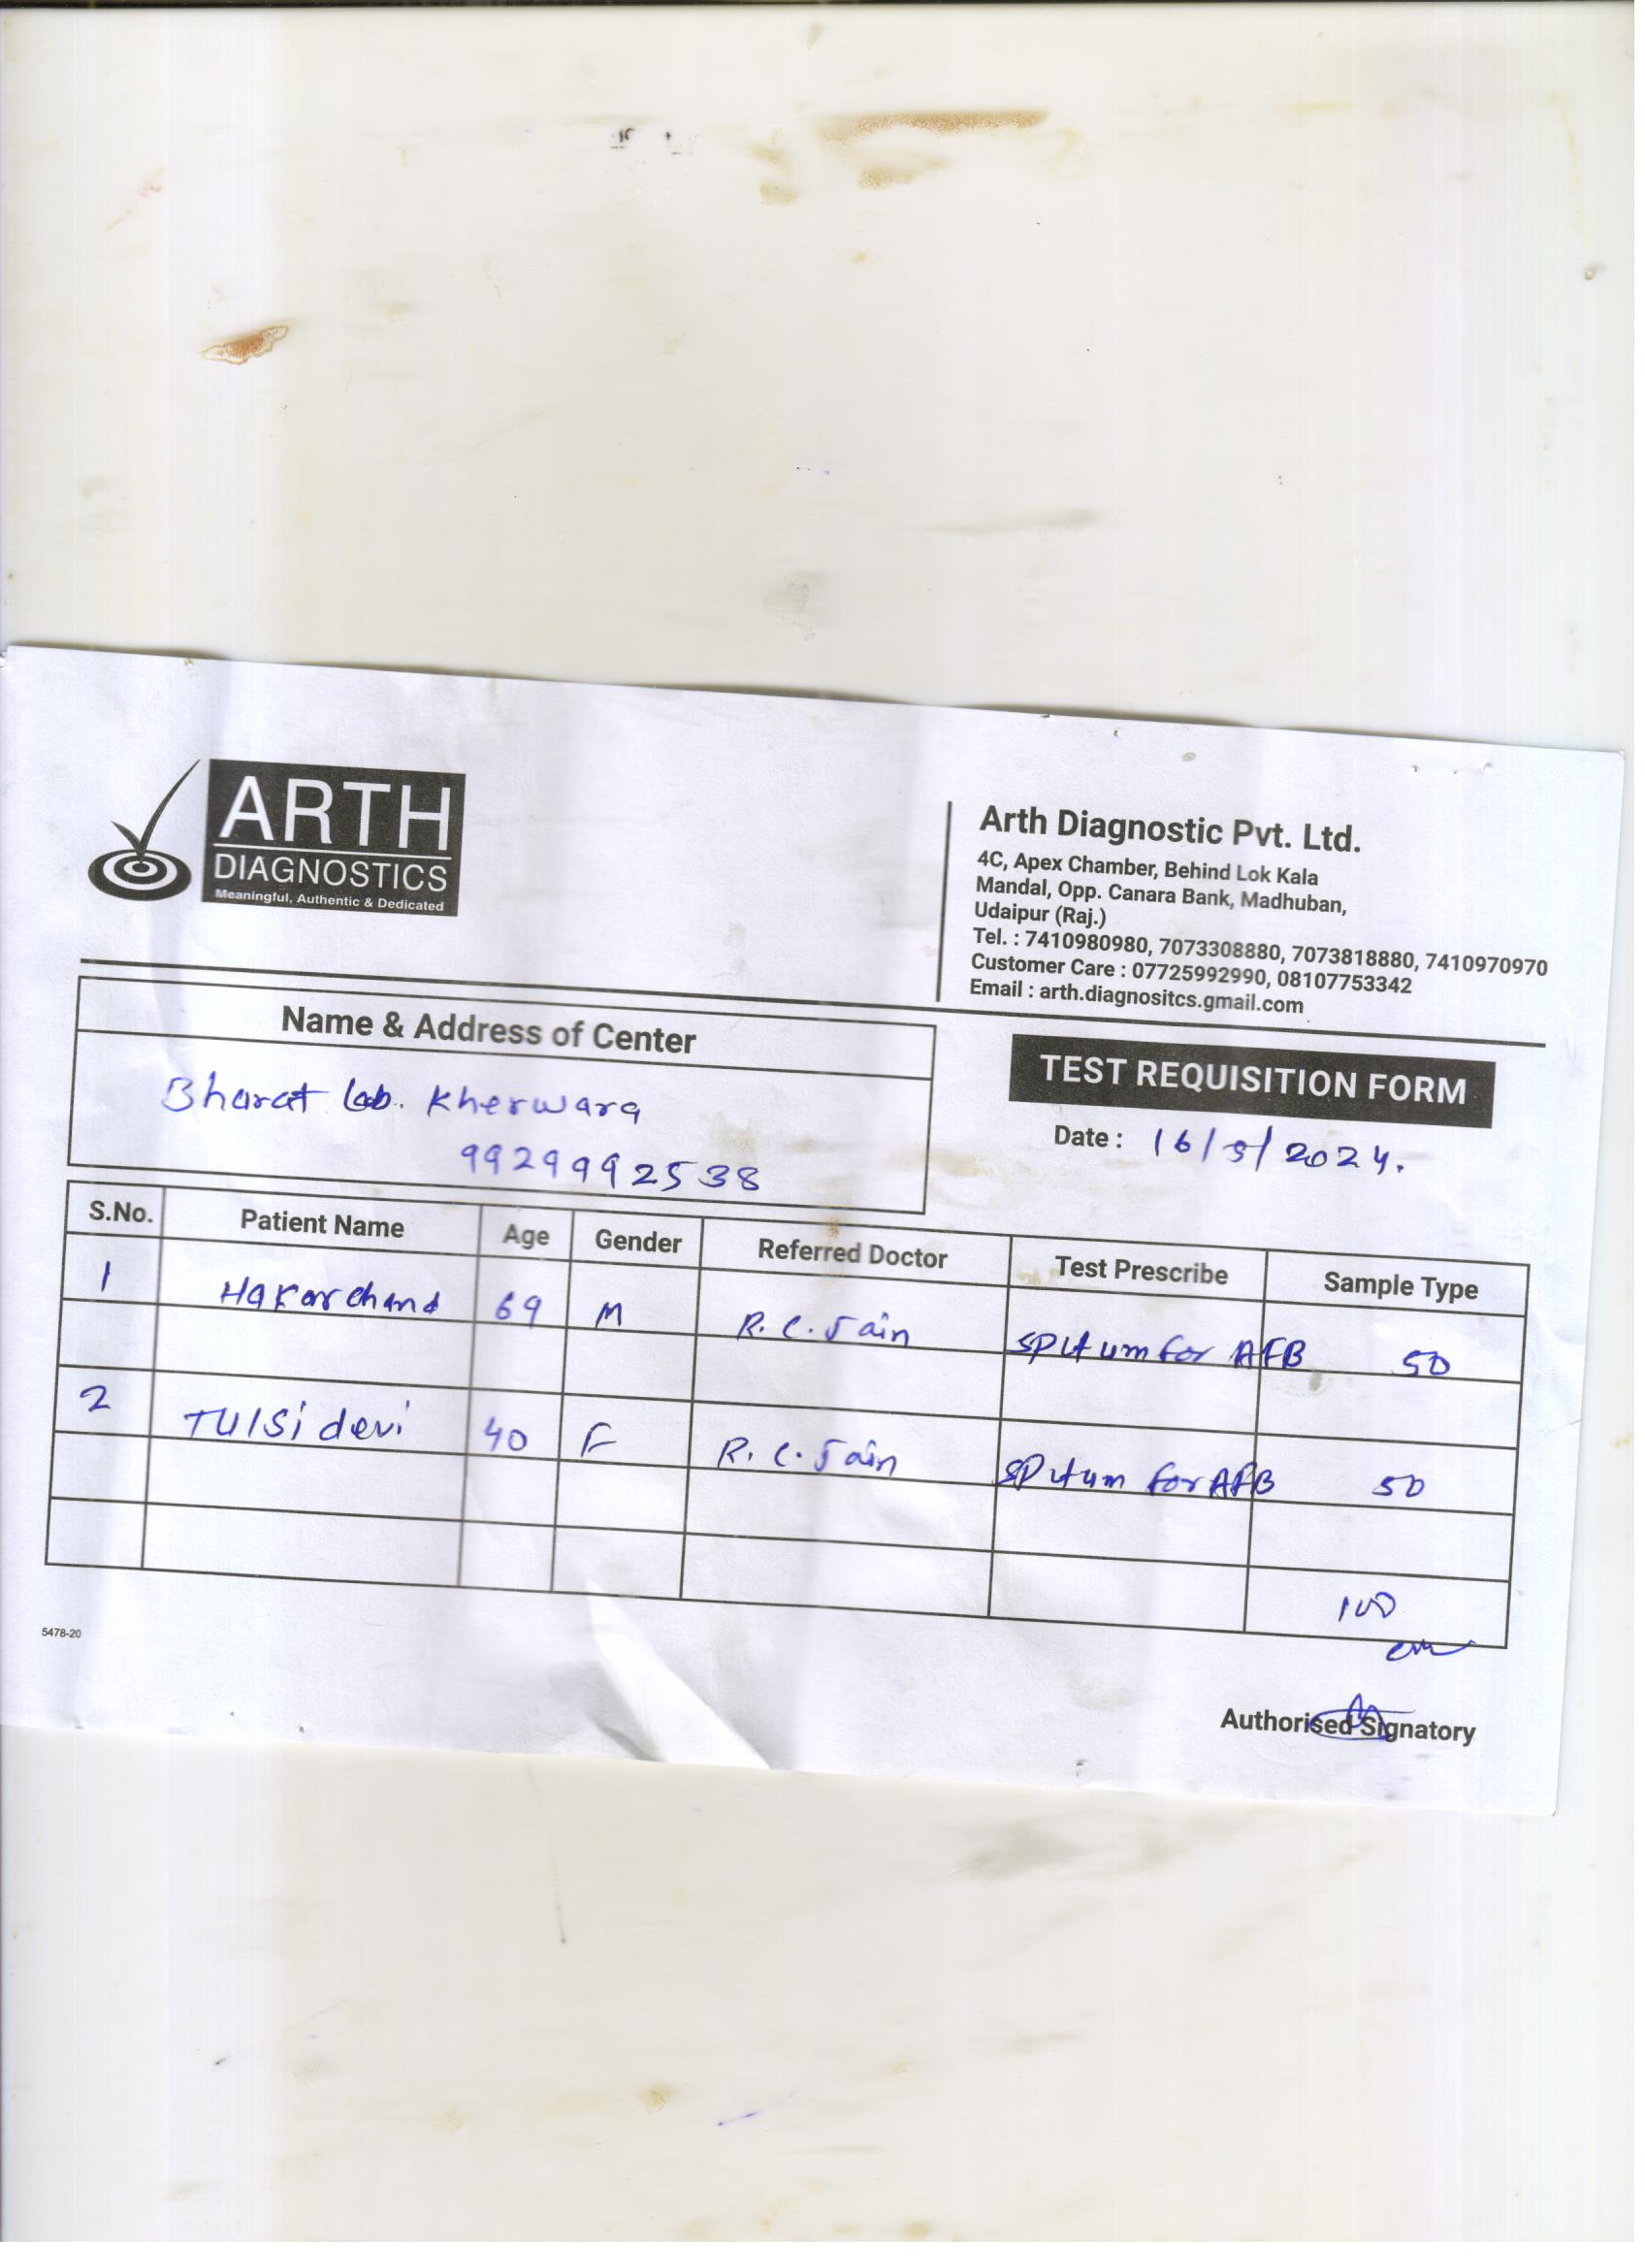 ARTH
DIAGNOSTICS
Meaningful, Authentic & Dedicated
Arth Diagnostic Pvt. Ltd.
4C, Apex Chamber, Behind Lok Kala
Mandal, Opp. Canara Bank, Madhuban,
Udaipur (Raj.)
Tel. : 7410980980, 7073308880, 7073818880, 7410970970
Customer Care : 07725992990, 08107753342
Email : arth.diagnositcs.gmail.com
Name & Address of Center
Bharat Lab. Kherwara
9929992538
TEST REQUISITION FORM
Date : 16/5/2024.
S.No. Patient Name Age Gender Referred Doctor Test Prescribe Sample Type
1 Hakarchand 69 M R. C. Jain Sputum for AFB 50
2 Tulsi devi 40 F R. C. Jain Sputum for AFB 50
100
5478-20
Authorised Signatory